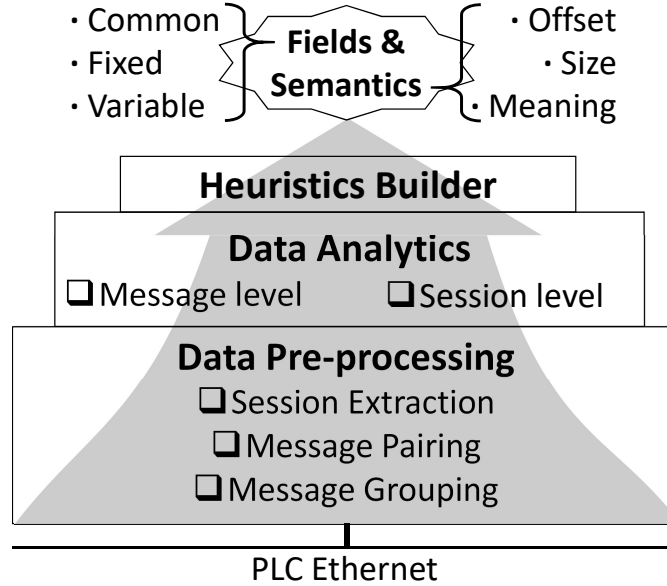 · Common
· Fixed
· Variable
Fields &
Semantics
· Offset
· Size
· Meaning
Heuristics Builder
Data Analytics
❑ Message level ❑ Session level
Data Pre-processing
❑ Session Extraction
❑ Message Pairing
❑ Message Grouping
PLC Ethernet